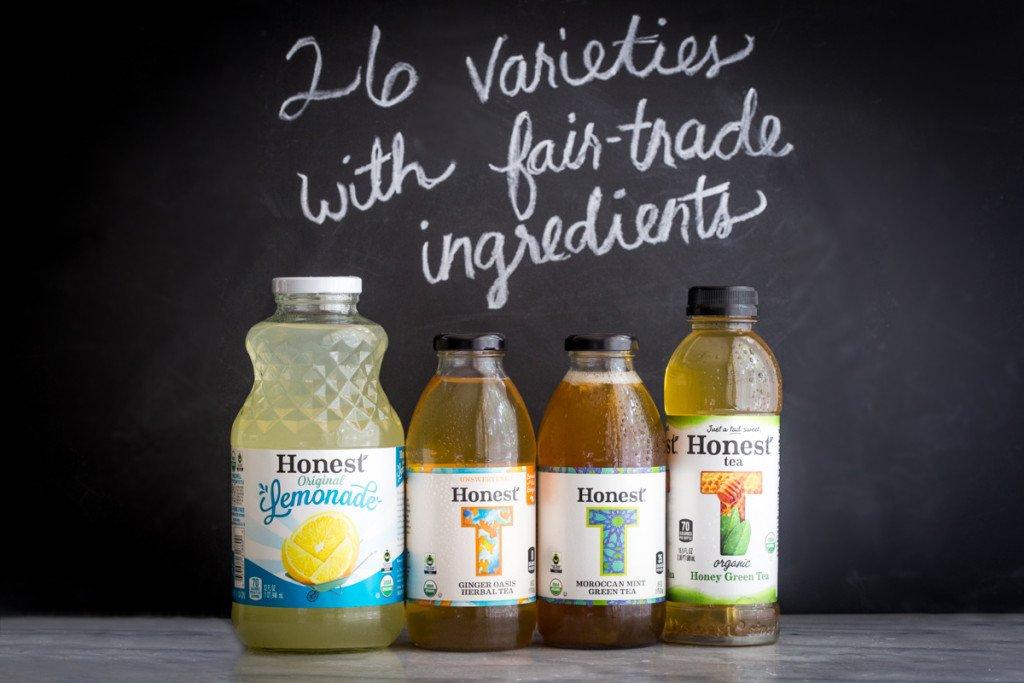 26 varieties
with fair-trade
ingredients
Honest
Original
Lemonade
Honest
T
GINGER OASIS
HERBAL TEA
Honest
T
MOROCCAN MINT
GREEN TEA
Just a tad sweet.
Honest
tea
T
70
organic
Honey Green Tea